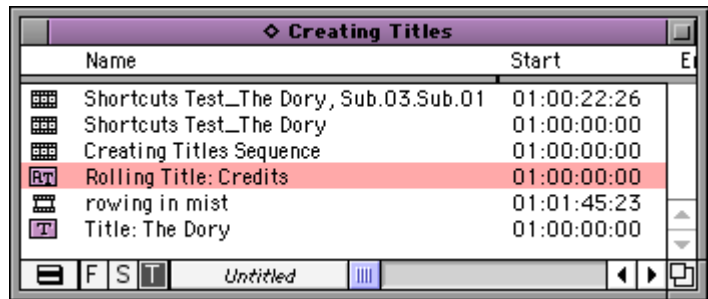 ◇ Creating Titles
Name Start E
Shortcuts Test_The Dory, Sub.03.Sub.01 01:00:22:26
Shortcuts Test_The Dory 01:00:00:00
Creating Titles Sequence 01:00:00:00
RT Rolling Title: Credits 01:00:00:00
rowing in mist 01:01:45:23
T Title: The Dory 01:00:00:00
F S T Untitled